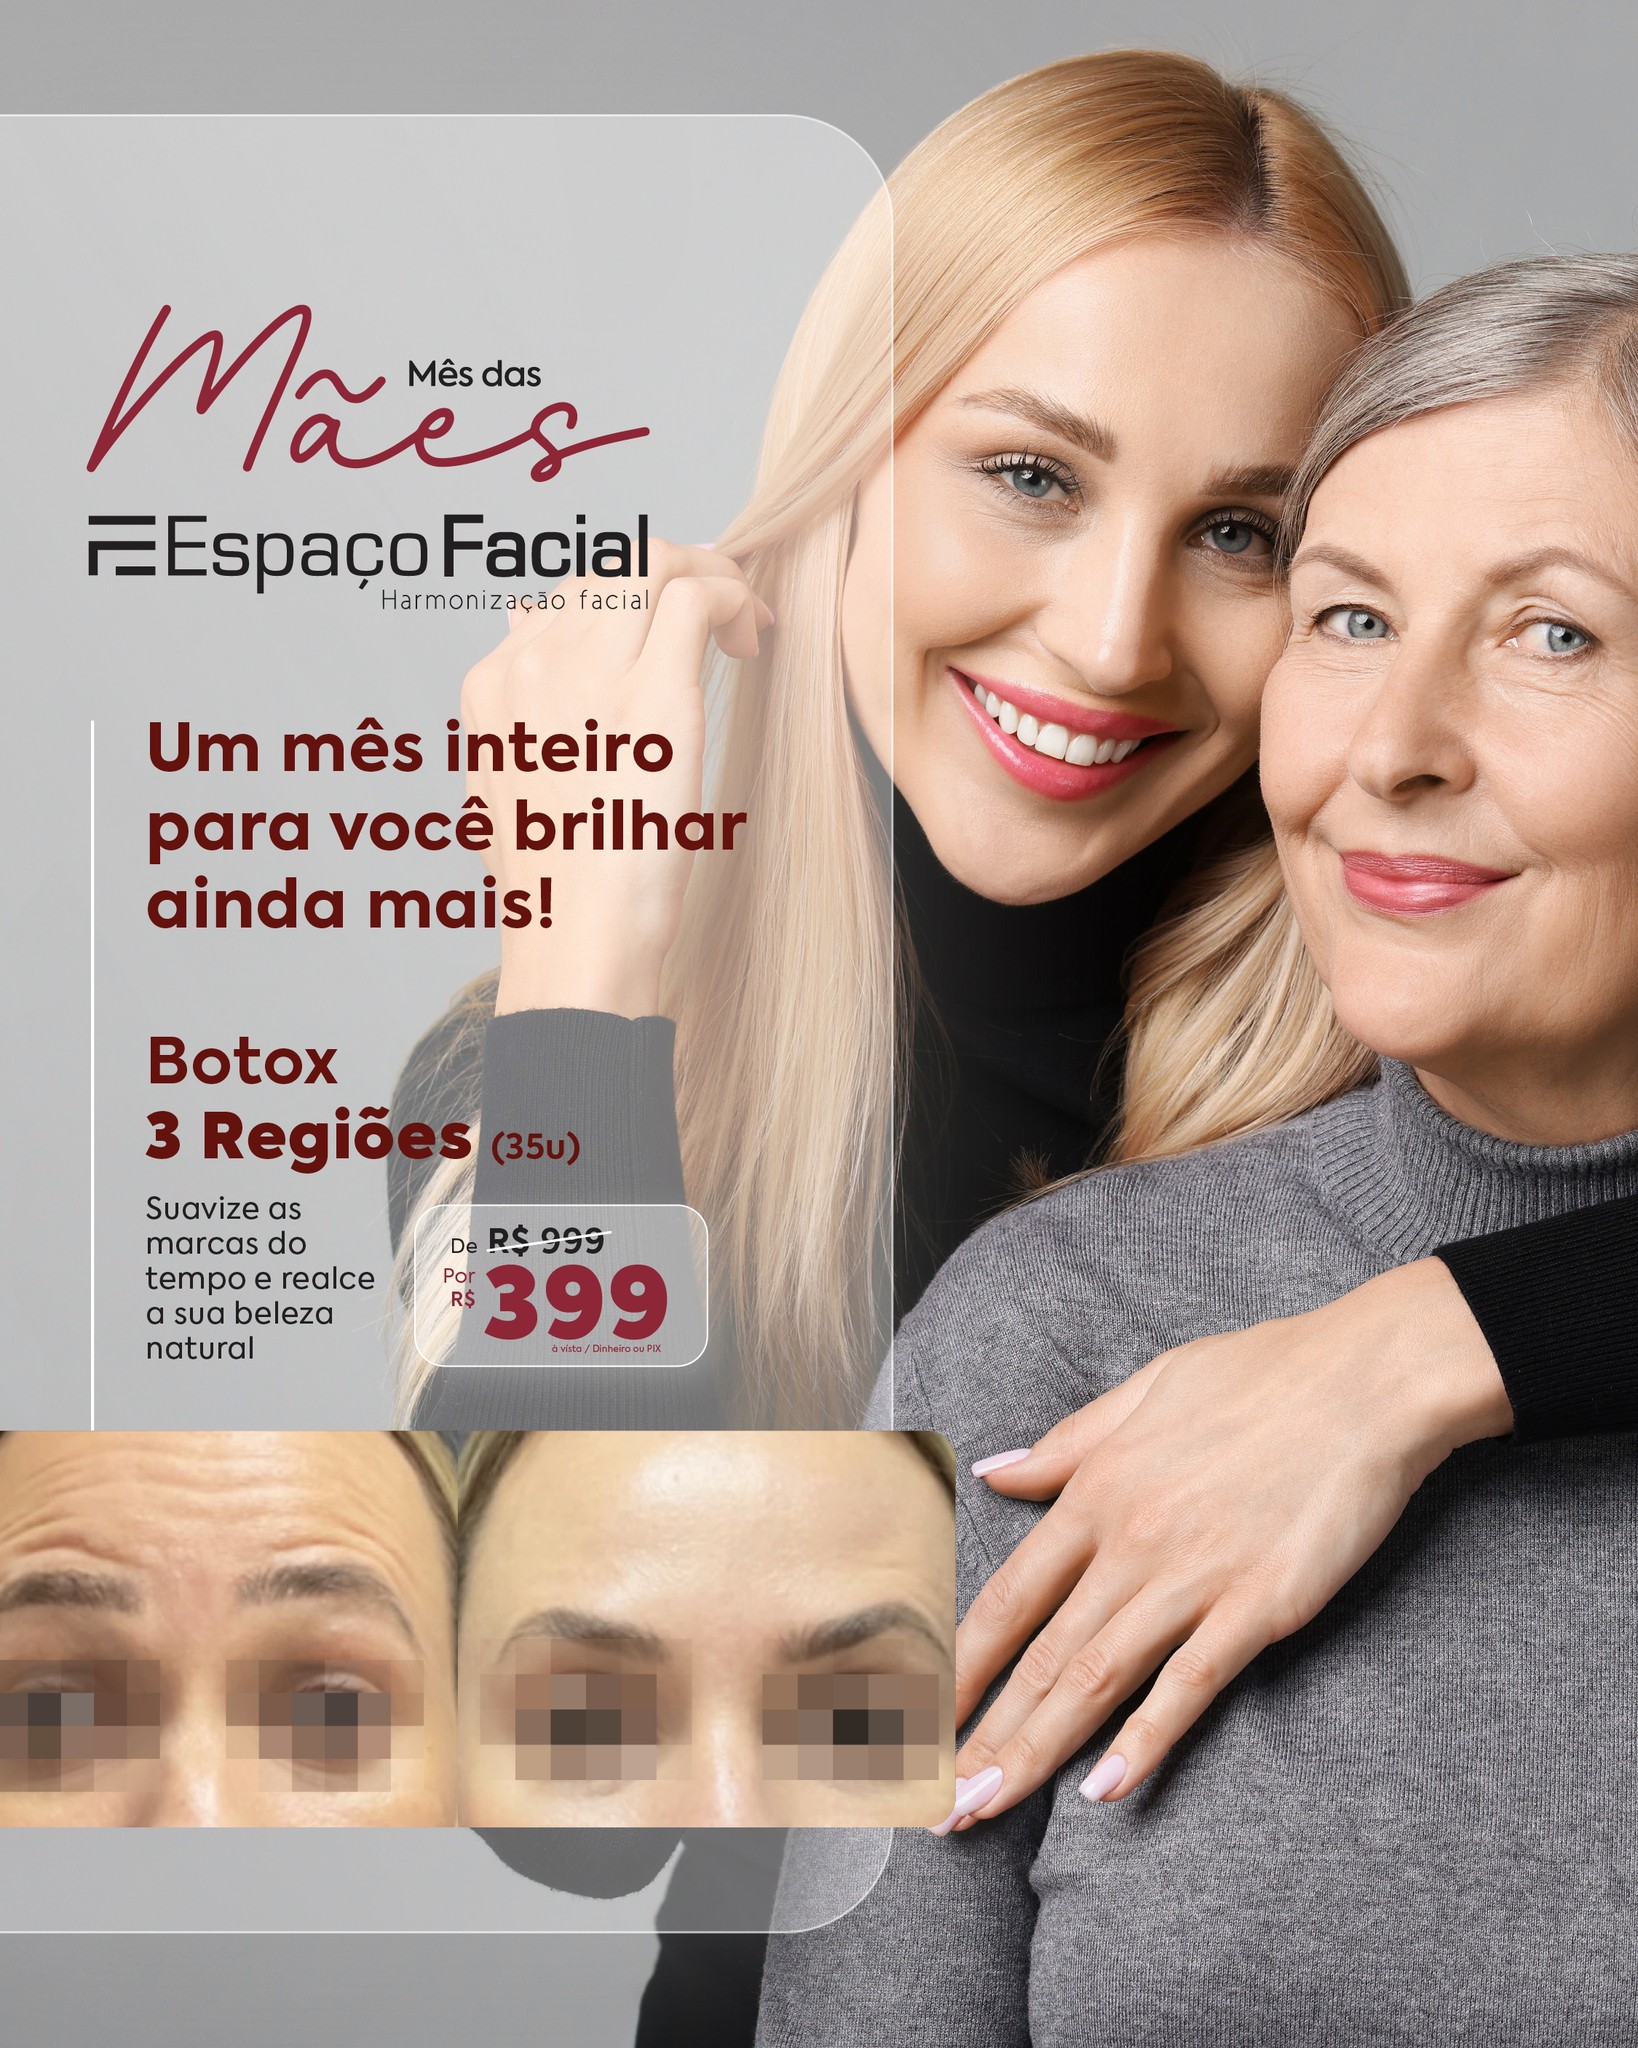 Mês das
Mães
Espaço Facial
Harmonização facial
Um mês inteiro
para você brilhar
ainda mais!
Botox
3 Regiões (35u)
Suavize as
marcas do
tempo e realce
a sua beleza
natural
De R$ 999
Por
R$ 399
à vista / Dinheiro ou PIX